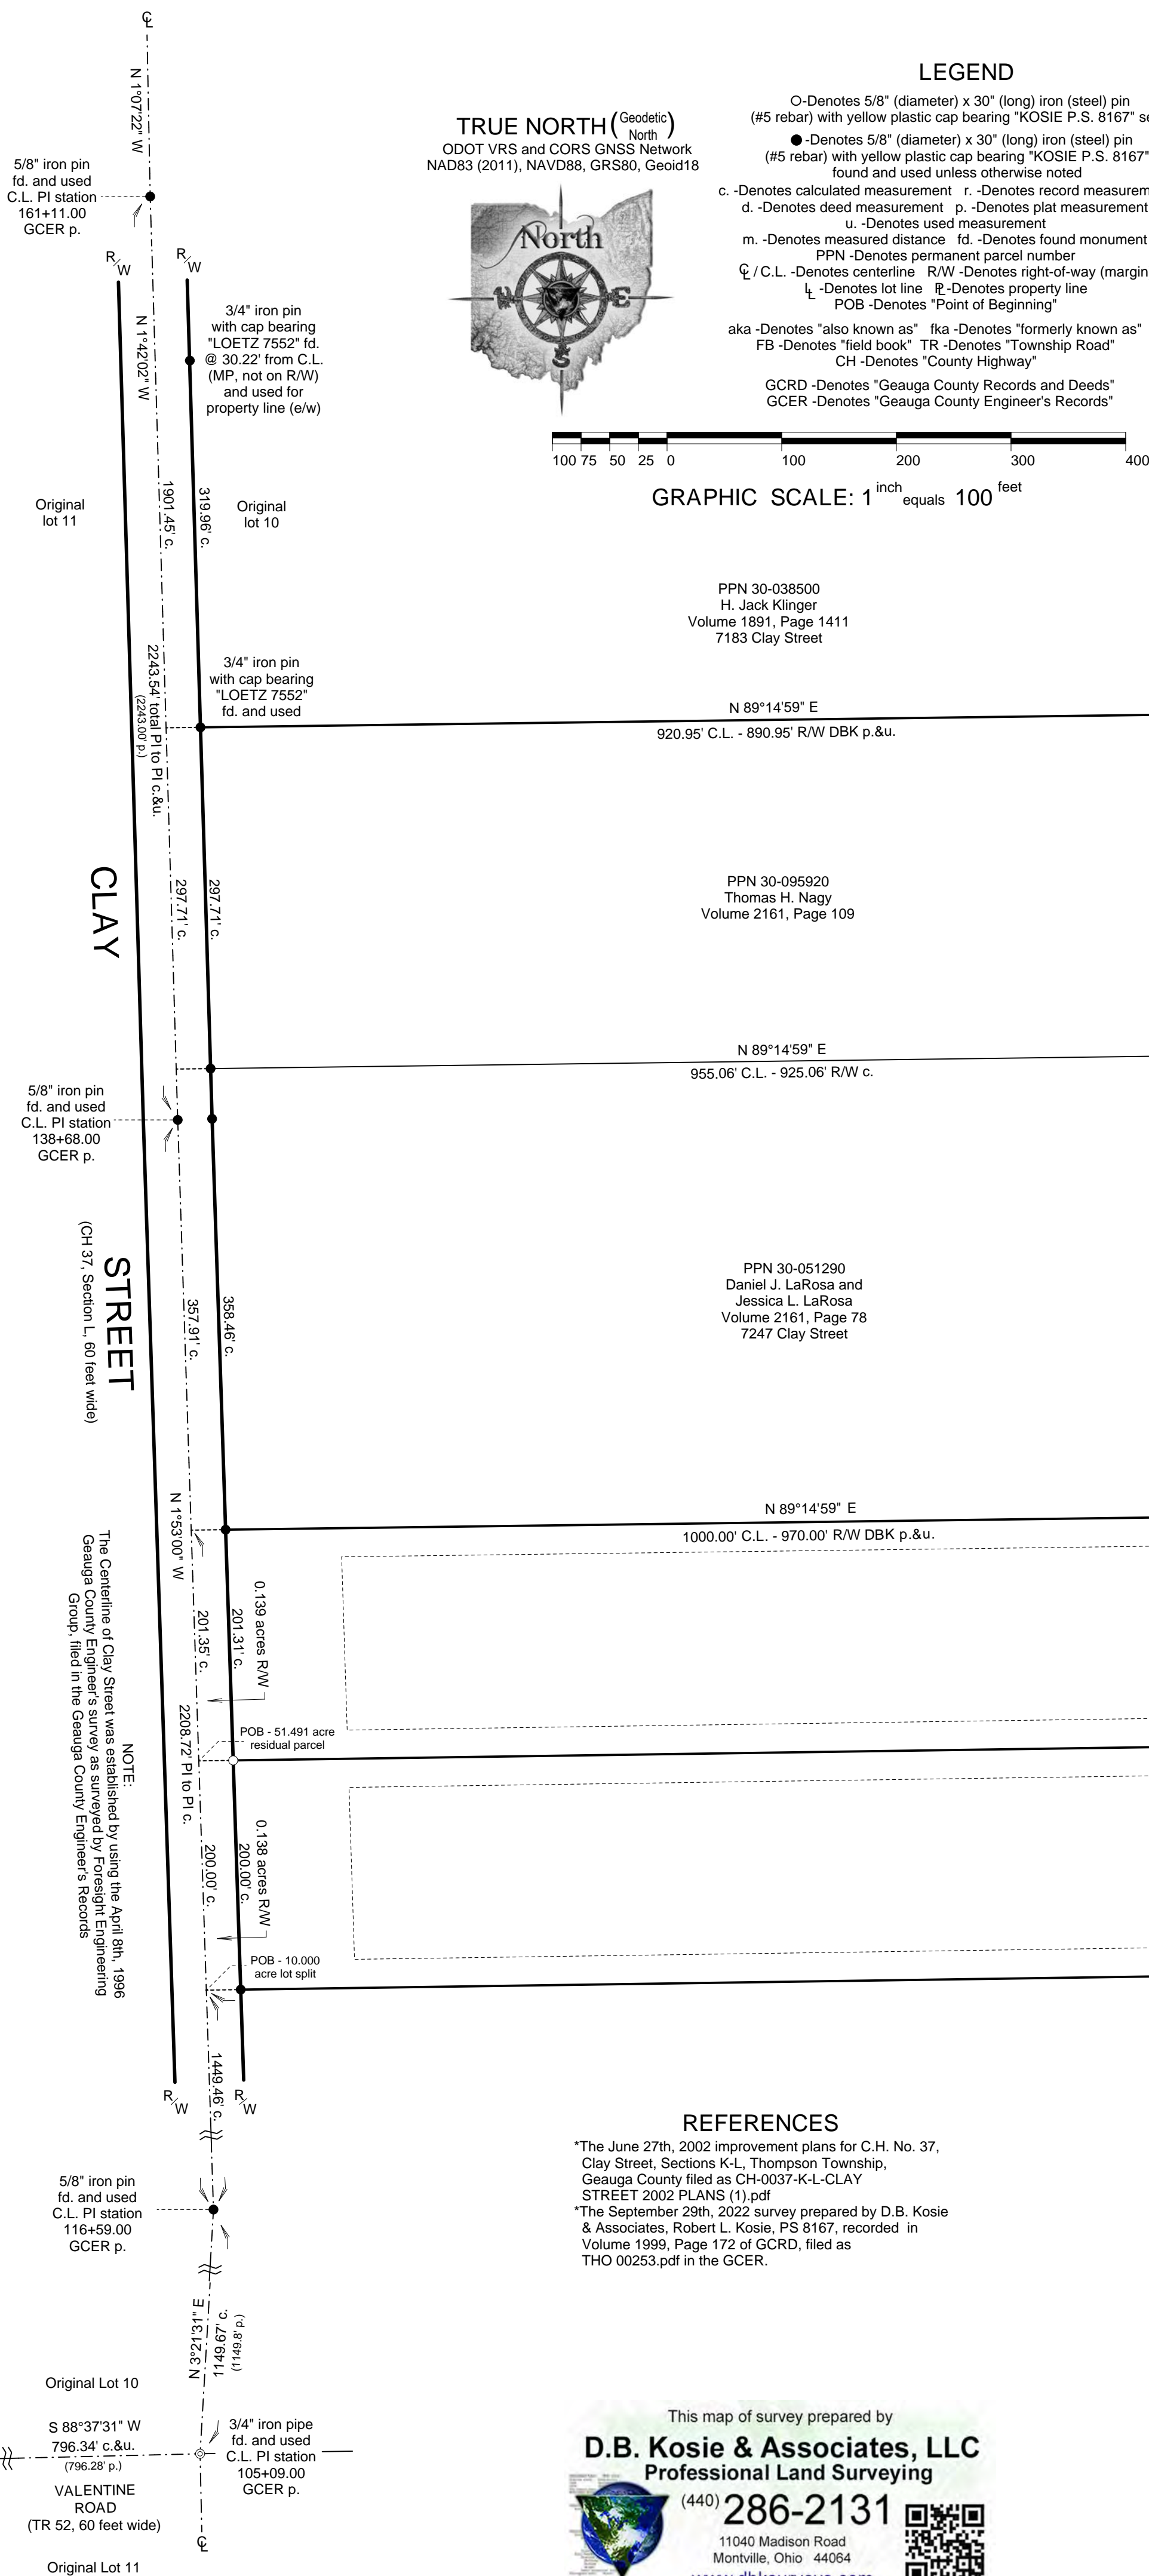 ℄
N 1°07'22" W
5/8" iron pin
fd. and used
C.L. PI station
161+11.00
GCER p.
R/W
R/W
TRUE NORTH (Geodetic North)
ODOT VRS and CORS GNSS Network
NAD83 (2011), NAVD88, GRS80, Geoid18
North
E
S
LEGEND
O-Denotes 5/8" (diameter) x 30" (long) iron (steel) pin
(#5 rebar) with yellow plastic cap bearing "KOSIE P.S. 8167" se
●-Denotes 5/8" (diameter) x 30" (long) iron (steel) pin
(#5 rebar) with yellow plastic cap bearing "KOSIE P.S. 8167"
found and used unless otherwise noted
c. -Denotes calculated measurement r. -Denotes record measurem
d. -Denotes deed measurement p. -Denotes plat measurement
u. -Denotes used measurement
m. -Denotes measured distance fd. -Denotes found monument
PPN -Denotes permanent parcel number
℄ / C.L. -Denotes centerline R/W -Denotes right-of-way (margin
LL -Denotes lot line PL-Denotes property line
POB -Denotes "Point of Beginning"
aka -Denotes "also known as" fka -Denotes "formerly known as"
FB -Denotes "field book" TR -Denotes "Township Road"
CH -Denotes "County Highway"
GCRD -Denotes "Geauga County Records and Deeds"
GCER -Denotes "Geauga County Engineer's Records"
100 75 50 25 0 100 200 300 400
GRAPHIC SCALE: 1 inch equals 100 feet
N 1°42'02" W
3/4" iron pin
with cap bearing
"LOETZ 7552" fd.
@ 30.22' from C.L.
(MP, not on R/W)
and used for
property line (e/w)
Original
lot 11
1901.45' c.
319.96' c.
Original
lot 10
PPN 30-038500
H. Jack Klinger
Volume 1891, Page 1411
7183 Clay Street
2243.54' total PI to PI c.&u.
(2243.00' p.)
3/4" iron pin
with cap bearing
"LOETZ 7552"
fd. and used
N 89°14'59" E
920.95' C.L. - 890.95' R/W DBK p.&u.
CLAY
297.71' c.
297.71' c.
PPN 30-095920
Thomas H. Nagy
Volume 2161, Page 109
N 89°14'59" E
955.06' C.L. - 925.06' R/W c.
5/8" iron pin
fd. and used
C.L. PI station
138+68.00
GCER p.
STREET
(CH 37, Section L, 60 feet wide)
357.91' c.
358.46' c.
PPN 30-051290
Daniel J. LaRosa and
Jessica L. LaRosa
Volume 2161, Page 78
7247 Clay Street
N 1°53'00" W
N 89°14'59" E
1000.00' C.L. - 970.00' R/W DBK p.&u.
NOTE:
The Centerline of Clay Street was established by using the April 8th, 1996
Geauga County Engineer's survey as surveyed by Foresight Engineering
Group, filed in the Geauga County Engineer's Records
201.35' c.
201.31' c.
0.139 acres R/W
2208.72' PI to PI c.
POB - 51.491 acre
residual parcel
200.00' c.
200.00' c.
0.138 acres R/W
POB - 10.000
acre lot split
1449.46' c.
R/W
R/W
5/8" iron pin
fd. and used
C.L. PI station
116+59.00
GCER p.
REFERENCES
*The June 27th, 2002 improvement plans for C.H. No. 37,
Clay Street, Sections K-L, Thompson Township,
Geauga County filed as CH-0037-K-L-CLAY
STREET 2002 PLANS (1).pdf
*The September 29th, 2022 survey prepared by D.B. Kosie
& Associates, Robert L. Kosie, PS 8167, recorded in
Volume 1999, Page 172 of GCRD, filed as
THO 00253.pdf in the GCER.
N 3°21'31" E
1149.67' c.
(1149.8' p.)
Original Lot 10
S 88°37'31" W
796.34' c.&u.
(796.28' p.)
VALENTINE
ROAD
(TR 52, 60 feet wide)
Original Lot 11
3/4" iron pipe
fd. and used
C.L. PI station
105+09.00
GCER p.
℄
This map of survey prepared by
D.B. Kosie & Associates, LLC
Professional Land Surveying
(440) 286-2131
11040 Madison Road
Montville, Ohio 44064